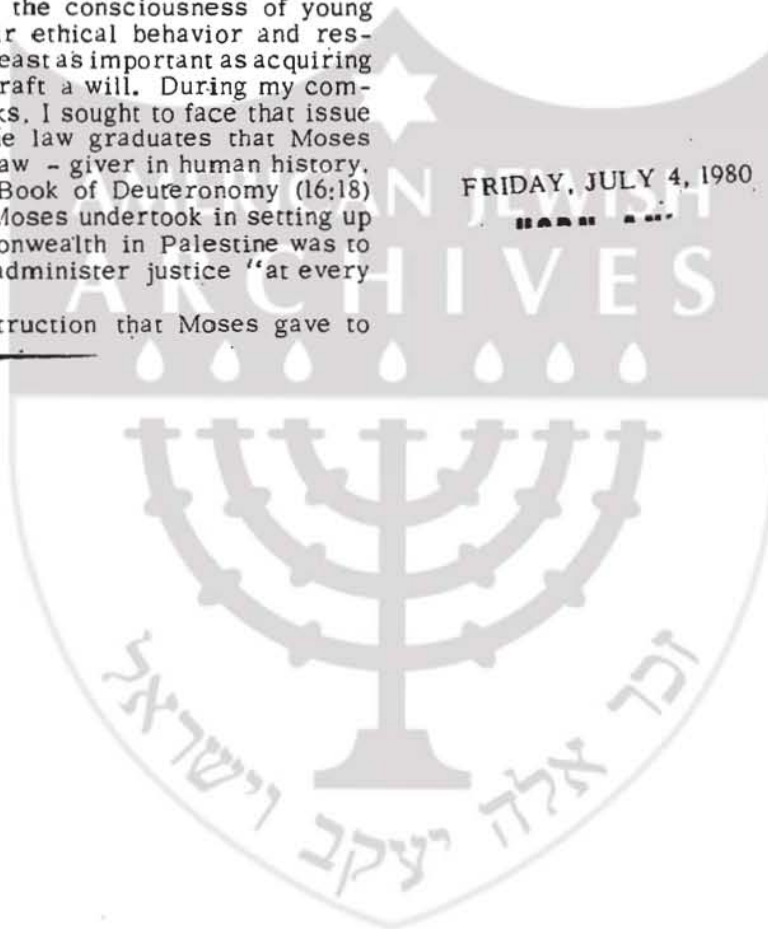 the consciousness of young
r ethical behavior and res-
east as important as acquiring
raft a will. During my com-
ks, I sought to face that issue
e law graduates that Moses
aw - giver in human history.
Book of Deuteronomy (16:18)
Moses undertook in setting up
onwealth in Palestine was to
administer justice "at every
truction that Moses gave to
FRIDAY, JULY 4, 1980
AMERICAN JEWISH
ARCHIVES
זכר אלה יעקב וישראל